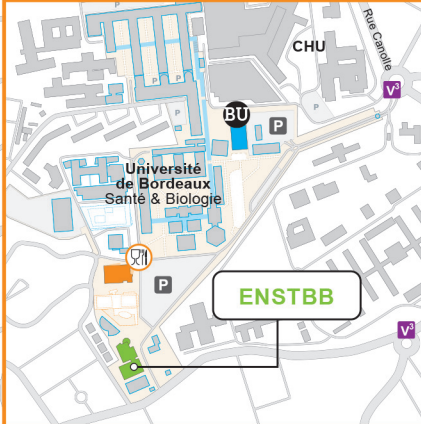 CHU
Rue Canolle
V³
BU
P
P
P
P
P
Université
de Bordeaux
Santé & Biologie
P
ENSTBB
V³